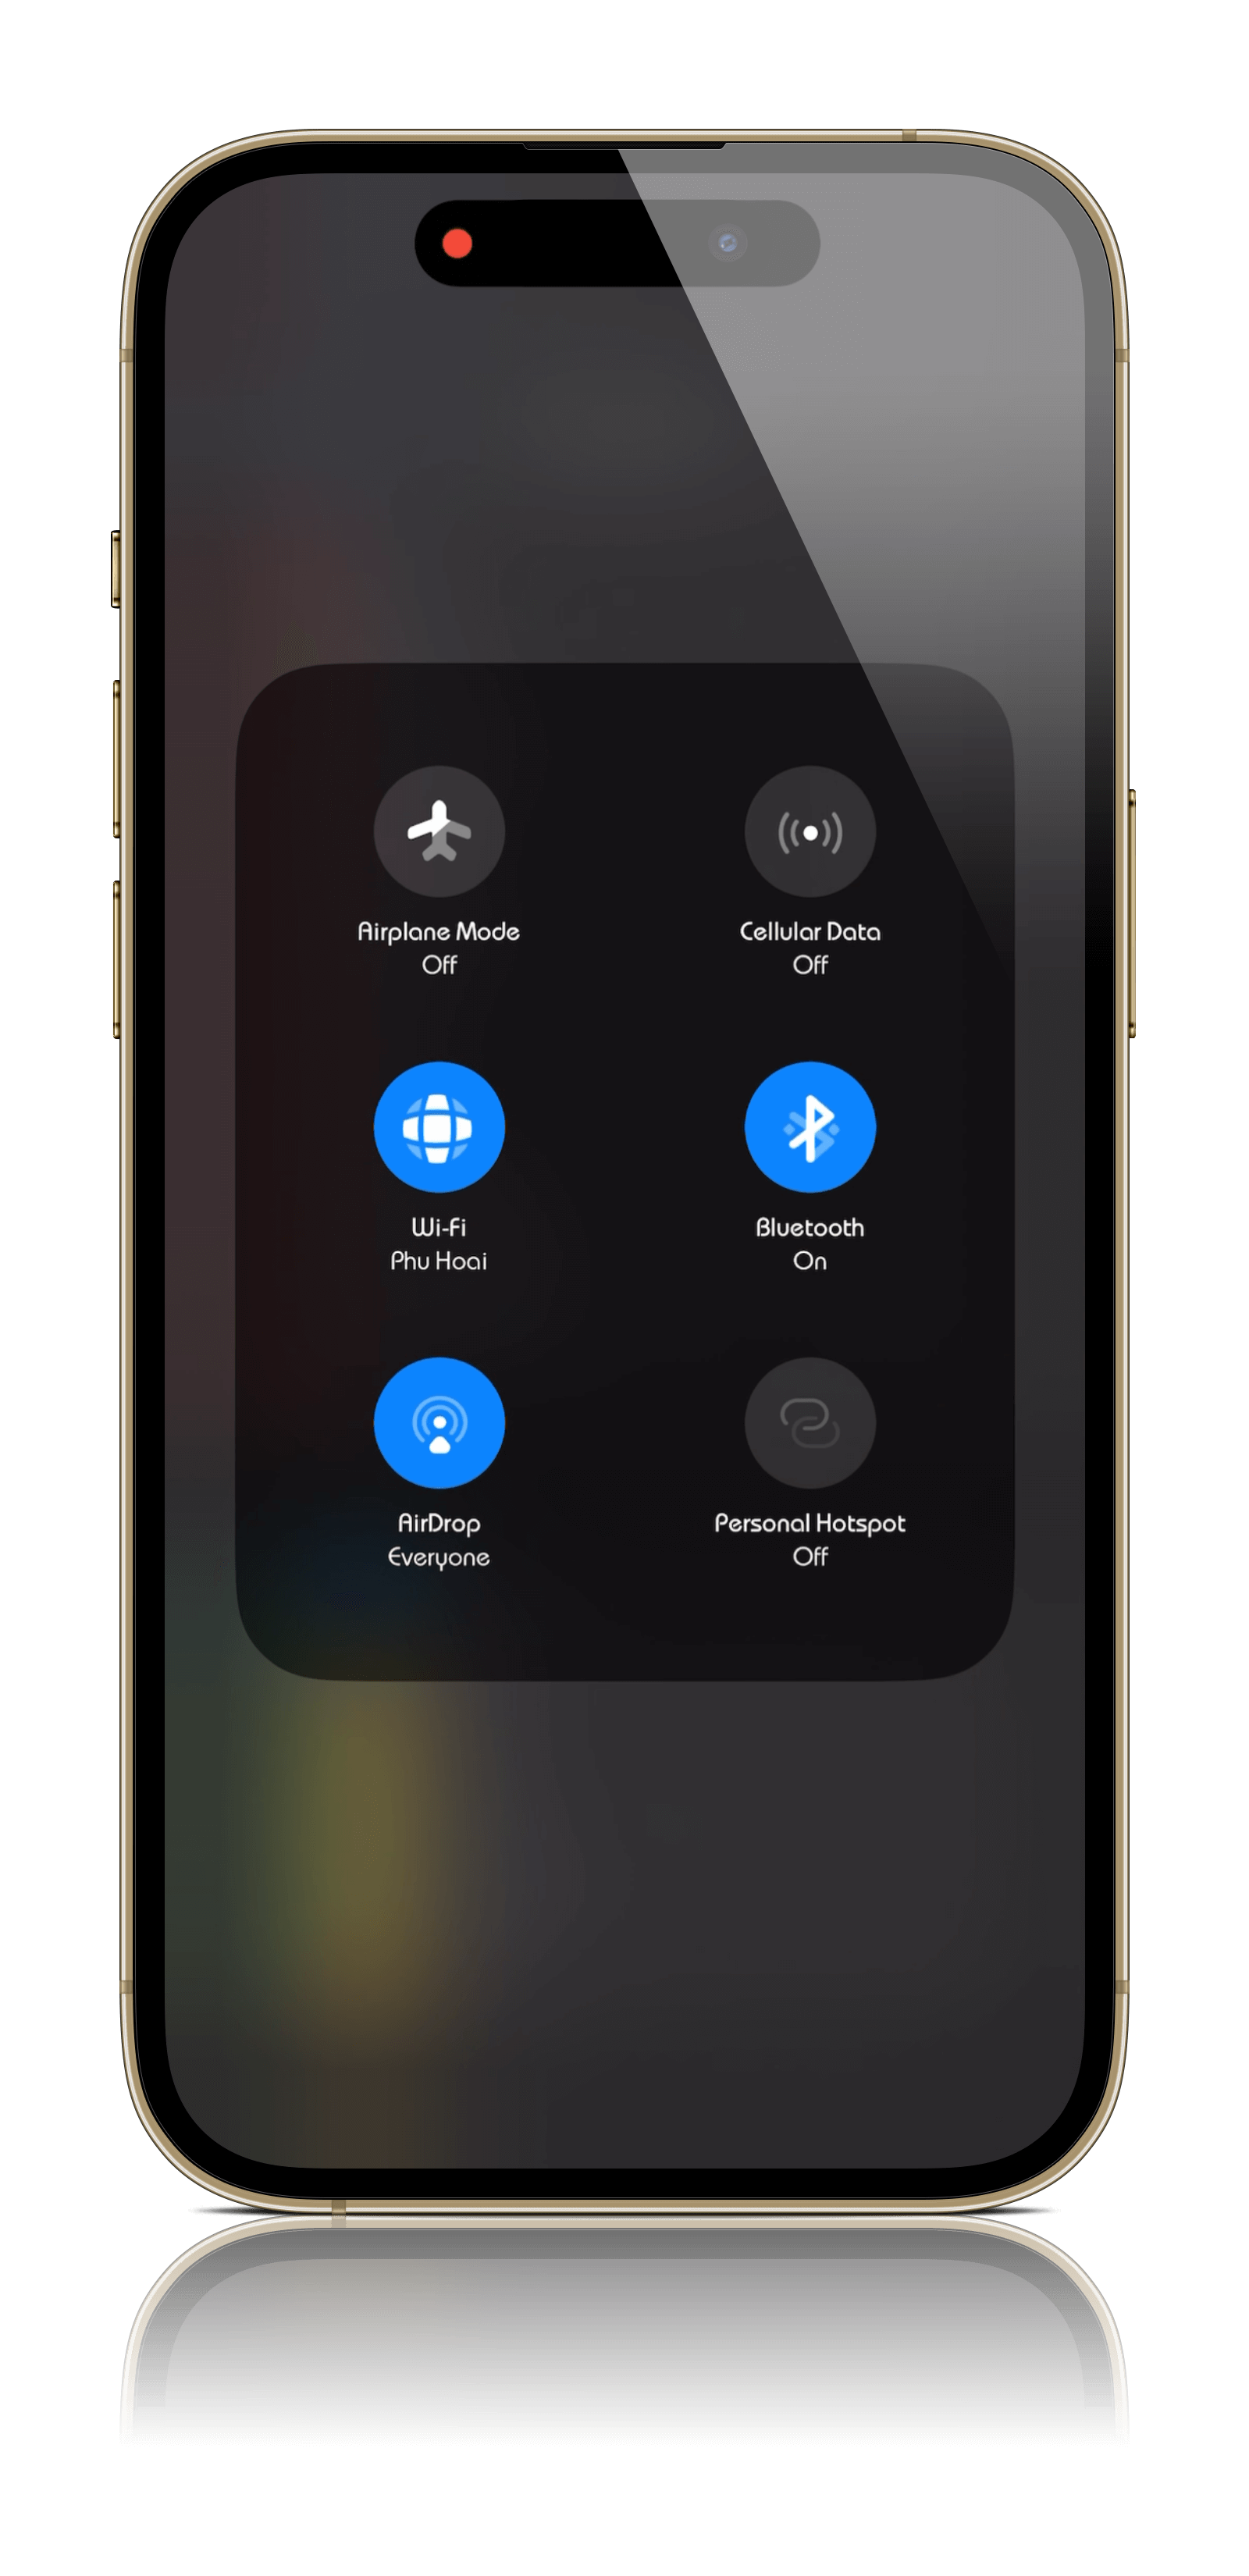 Airplane Mode
Off
Cellular Data
Off
Wi-Fi
Phu Hoai
Bluetooth
On
AirDrop
Everyone
Personal Hotspot
Off